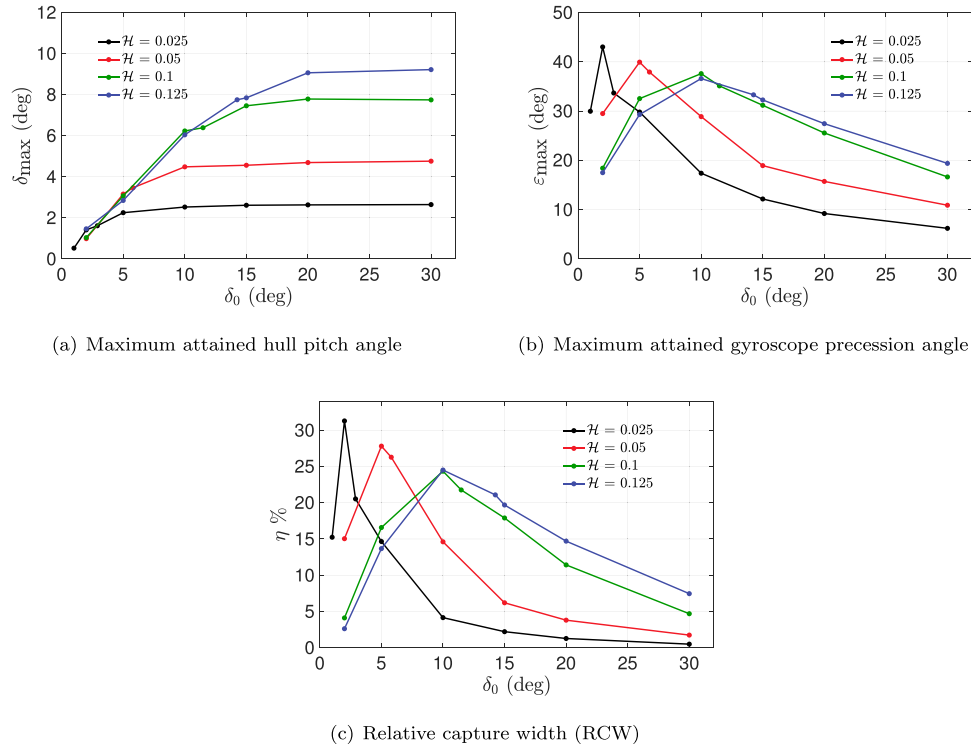 12
10
8
6
4
2
0
δmax (deg)
ℋ = 0.025
ℋ = 0.05
ℋ = 0.1
ℋ = 0.125
0 5 10 15 20 25 30
δ0 (deg)
(a) Maximum attained hull pitch angle
50
40
30
20
10
0
εmax (deg)
ℋ = 0.025
ℋ = 0.05
ℋ = 0.1
ℋ = 0.125
0 5 10 15 20 25 30
δ0 (deg)
(b) Maximum attained gyroscope precession angle
30
25
20
15
10
5
0
η %
ℋ = 0.025
ℋ = 0.05
ℋ = 0.1
ℋ = 0.125
0 5 10 15 20 25 30
δ0 (deg)
(c) Relative capture width (RCW)